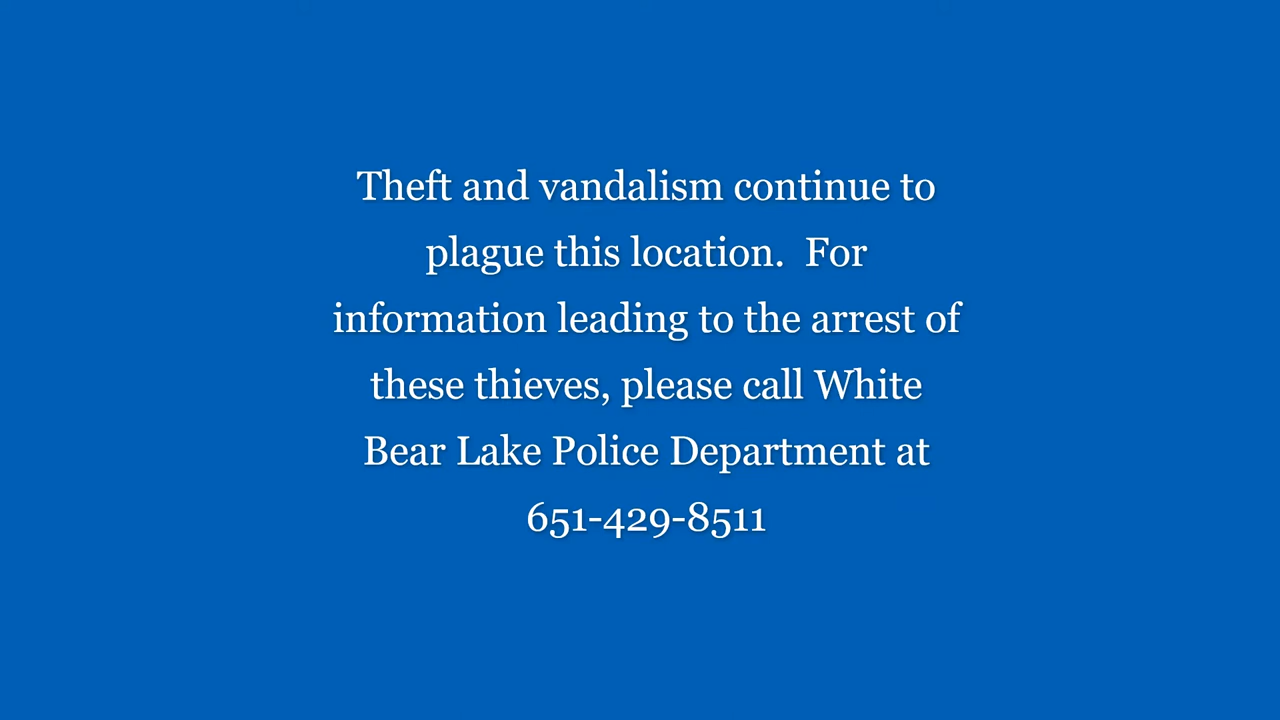 Theft and vandalism continue to
plague this location.  For
information leading to the arrest of
these thieves, please call White
Bear Lake Police Department at
651-429-8511